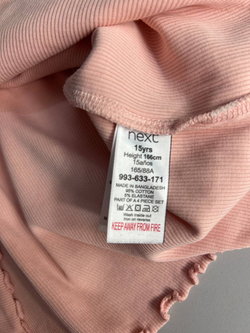 next
15yrs
Height 166cm
15años
165/88A
993-633-171
MADE IN BANGLADESH
95% COTTON
5% ELASTANE
PART OF A 4 PIECE SET
Wash inside out
Iron on reverse
KEEP AWAY FROM FIRE